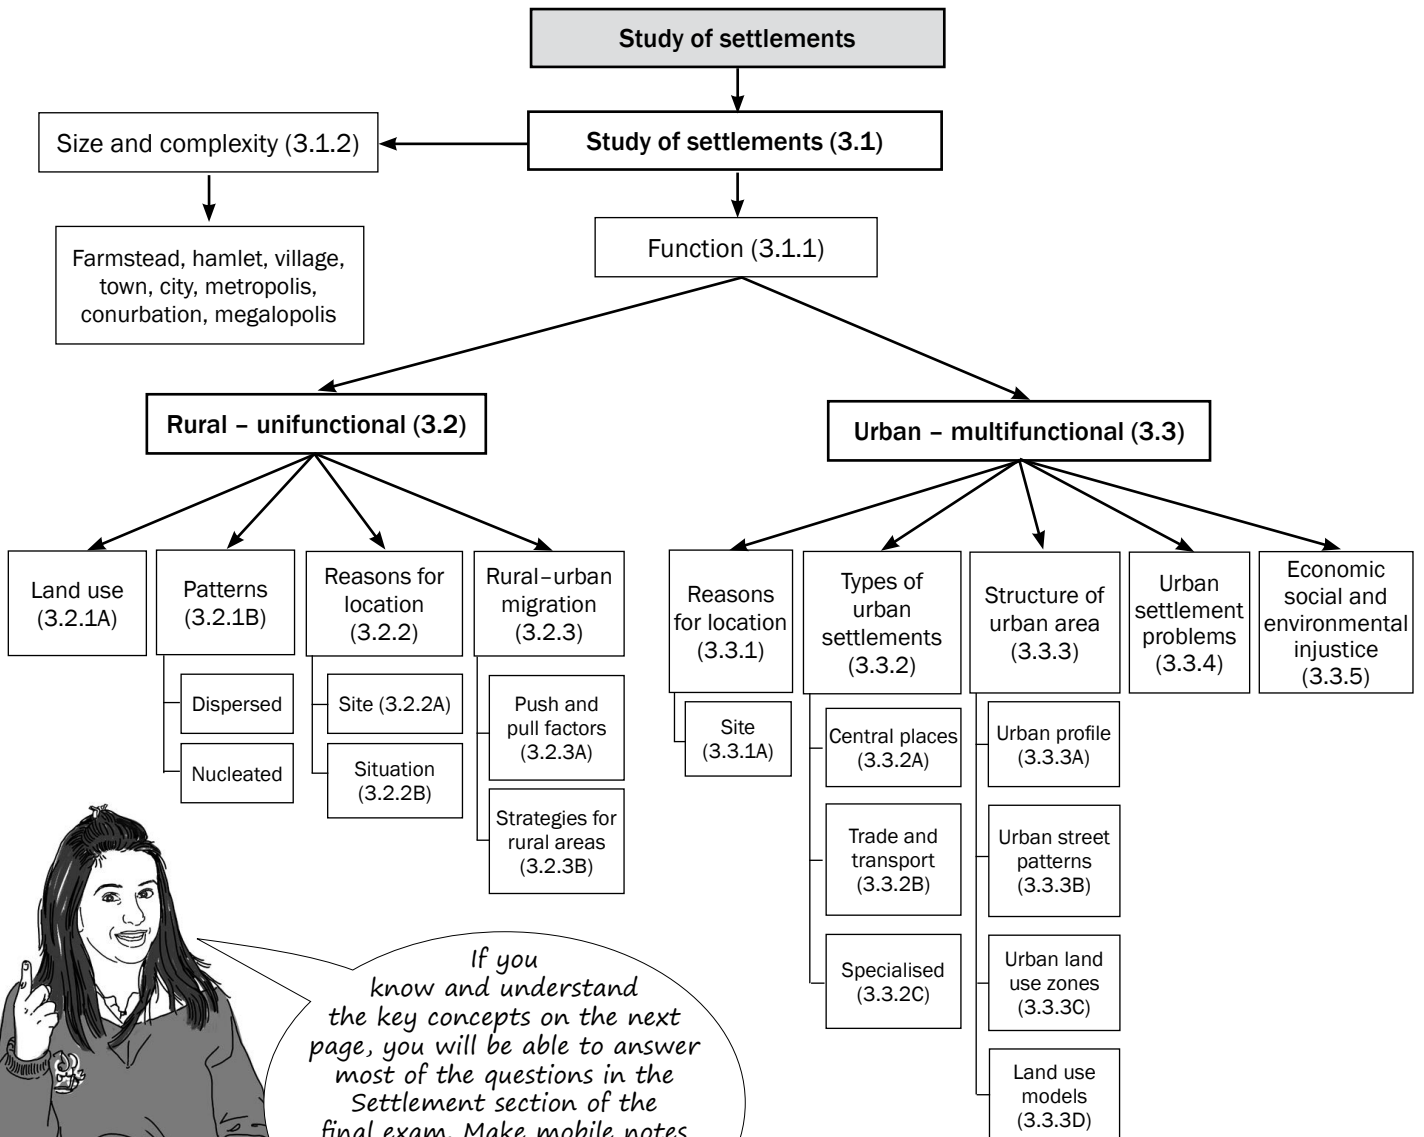 Study of settlements
Size and complexity (3.1.2)
Study of settlements (3.1)
Farmstead, hamlet, village,
town, city, metropolis,
conurbation, megalopolis
Function (3.1.1)
Rural – unifunctional (3.2)
Urban – multifunctional (3.3)
Land use
(3.2.1A)
Patterns
(3.2.1B)
Dispersed
Nucleated
Reasons for
location
(3.2.2)
Site (3.2.2A)
Situation
(3.2.2B)
Rural–urban
migration
(3.2.3)
Push and
pull factors
(3.2.3A)
Strategies for
rural areas
(3.2.3B)
Reasons
for location
(3.3.1)
Site
(3.3.1A)
Types of
urban
settlements
(3.3.2)
Central places
(3.3.2A)
Trade and
transport
(3.3.2B)
Specialised
(3.3.2C)
Structure of
urban area
(3.3.3)
Urban profile
(3.3.3A)
Urban street
patterns
(3.3.3B)
Urban land
use zones
(3.3.3C)
Land use
models
(3.3.3D)
Urban
settlement
problems
(3.3.4)
Economic
social and
environmental
injustice
(3.3.5)
If you
know and understand
the key concepts on the next
page, you will be able to answer
most of the questions in the
Settlement section of the
final exam. Make mobile notes